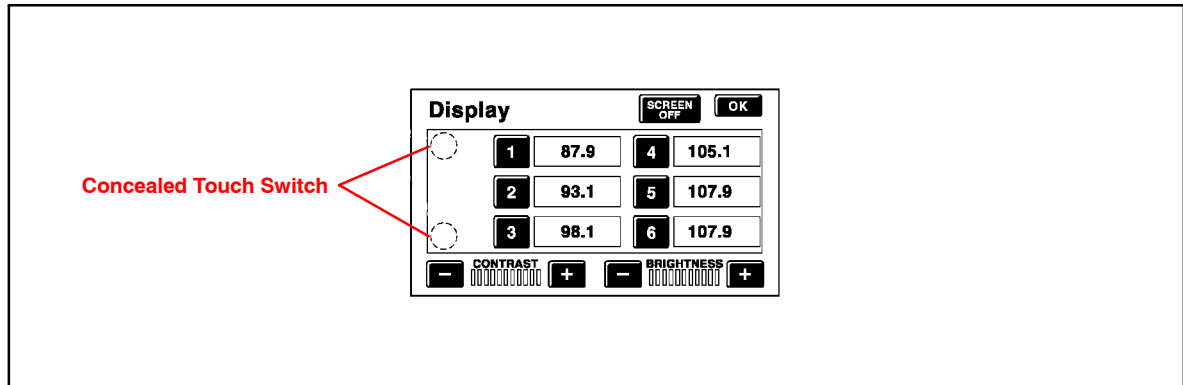 Display
SCREEN OFF
OK
1 87.9 4 105.1
Concealed Touch Switch
2 93.1 5 107.9
3 98.1 6 107.9
CONTRAST BRIGHTNESS
− + − +